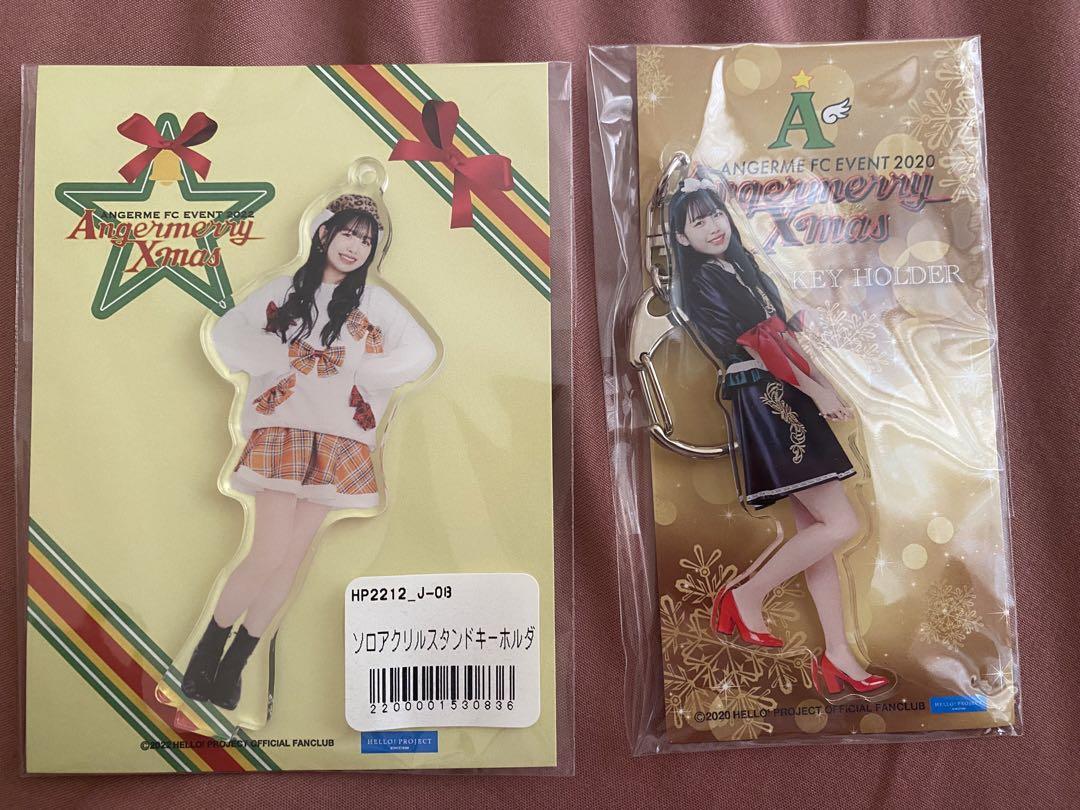 ANGERME FC EVENT 2022
Angermerry
Xmas
HP2212_J-08
ソロアクリルスタンドキーホルダ
2200001530836
©2022 HELLO! PROJECT OFFICIAL FANCLUB
HELLO! PROJECT
A
ANGERME FC EVENT 2020
Angermerry
Xmas
KEY HOLDER
©2020 HELLO! PROJECT OFFICIAL FANCLUB
HELLO! PROJECT